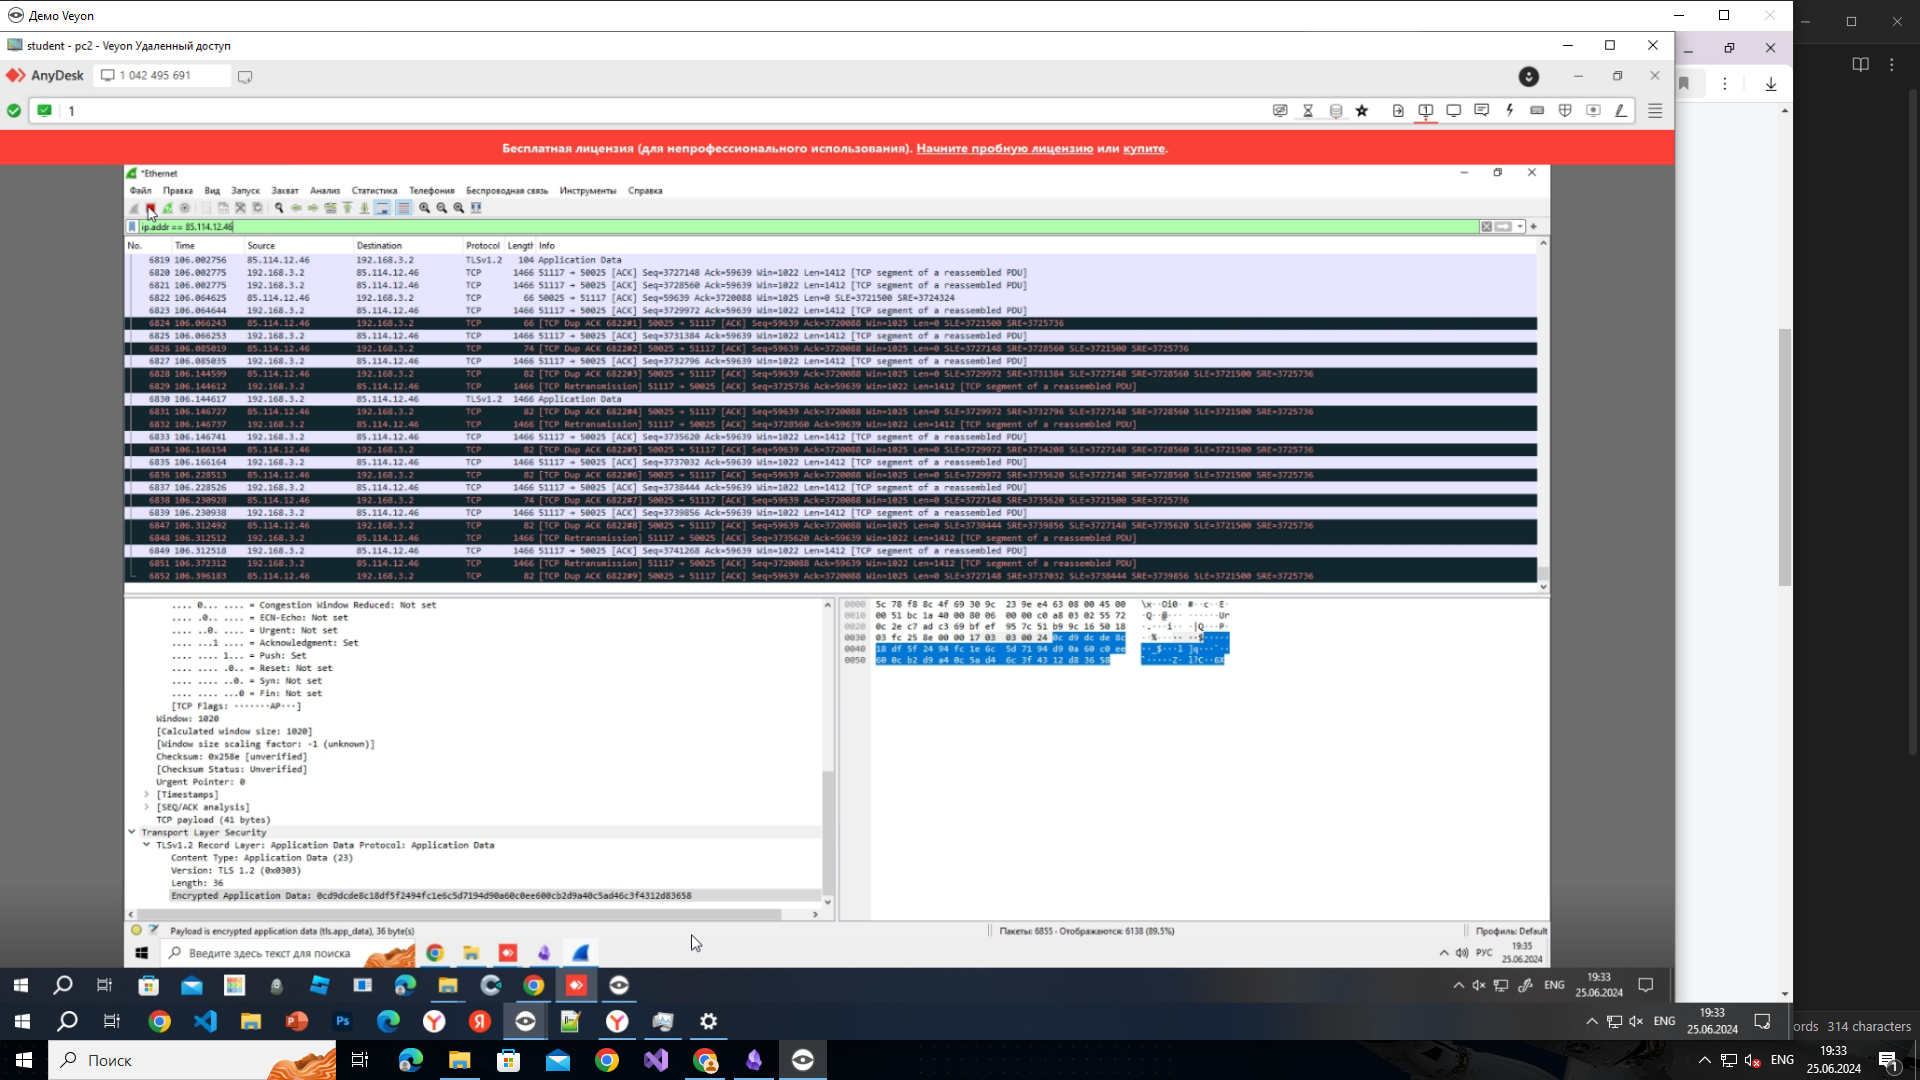 Демо Veyon
student - pc2 - Veyon Удаленный доступ
AnyDesk 1 042 495 691
1
Бесплатная лицензия (для непрофессионального использования). Начните пробную лицензию или купите.
*Ethernet
Файл Правка Вид Запуск Захват Анализ Статистика Телефония Беспроводная связь Инструменты Справка
ip.addr == 85.114.12.46
No. Time Source Destination Protocol Length Info
6819 106.002756 85.114.12.46 192.168.3.2 TLSv1.2 104 Application Data
6820 106.002775 192.168.3.2 85.114.12.46 TCP 1466 51117 → 50025 [ACK] Seq=3727148 Ack=59639 Win=1022 Len=1412 [TCP segment of a reassembled PDU]
6821 106.002775 192.168.3.2 85.114.12.46 TCP 1466 51117 → 50025 [ACK] Seq=3728560 Ack=59639 Win=1022 Len=1412 [TCP segment of a reassembled PDU]
6822 106.064625 85.114.12.46 192.168.3.2 TCP 66 50025 → 51117 [ACK] Seq=59639 Ack=3720088 Win=1025 Len=0 SLE=3721500 SRE=3724324
6823 106.064644 192.168.3.2 85.114.12.46 TCP 1466 51117 → 50025 [ACK] Seq=3729972 Ack=59639 Win=1022 Len=1412 [TCP segment of a reassembled PDU]
6824 106.066243 85.114.12.46 192.168.3.2 TCP 66 [TCP Dup ACK 6822#1] 50025 → 51117 [ACK] Seq=59639 Ack=3720088 Win=1025 Len=0 SLE=3721500 SRE=3725736
6825 106.066253 192.168.3.2 85.114.12.46 TCP 1466 51117 → 50025 [ACK] Seq=3731384 Ack=59639 Win=1022 Len=1412 [TCP segment of a reassembled PDU]
6826 106.085019 85.114.12.46 192.168.3.2 TCP 74 [TCP Dup ACK 6822#2] 50025 → 51117 [ACK] Seq=59639 Ack=3720088 Win=1025 Len=0 SLE=3727148 SRE=3728560 SLE=3721500 SRE=3725736
6827 106.085035 192.168.3.2 85.114.12.46 TCP 1466 51117 → 50025 [ACK] Seq=3732796 Ack=59639 Win=1022 Len=1412 [TCP segment of a reassembled PDU]
6828 106.144599 85.114.12.46 192.168.3.2 TCP 82 [TCP Dup ACK 6822#3] 50025 → 51117 [ACK] Seq=59639 Ack=3720088 Win=1025 Len=0 SLE=3729972 SRE=3731384 SLE=3727148 SRE=3728560 SLE=3721500 SRE=3725736
6829 106.144612 192.168.3.2 85.114.12.46 TCP 1466 [TCP Retransmission] 51117 → 50025 [ACK] Seq=3725736 Ack=59639 Win=1022 Len=1412 [TCP segment of a reassembled PDU]
6830 106.144617 192.168.3.2 85.114.12.46 TLSv1.2 1466 Application Data
6831 106.146727 85.114.12.46 192.168.3.2 TCP 82 [TCP Dup ACK 6822#4] 50025 → 51117 [ACK] Seq=59639 Ack=3720088 Win=1025 Len=0 SLE=3729972 SRE=3732796 SLE=3727148 SRE=3728560 SLE=3721500 SRE=3725736
6832 106.146737 192.168.3.2 85.114.12.46 TCP 1466 [TCP Retransmission] 51117 → 50025 [ACK] Seq=3728560 Ack=59639 Win=1022 Len=1412 [TCP segment of a reassembled PDU]
6833 106.146741 192.168.3.2 85.114.12.46 TCP 1466 51117 → 50025 [ACK] Seq=3735620 Ack=59639 Win=1022 Len=1412 [TCP segment of a reassembled PDU]
6834 106.166154 85.114.12.46 192.168.3.2 TCP 82 [TCP Dup ACK 6822#5] 50025 → 51117 [ACK] Seq=59639 Ack=3720088 Win=1025 Len=0 SLE=3729972 SRE=3734208 SLE=3727148 SRE=3728560 SLE=3721500 SRE=3725736
6835 106.166164 192.168.3.2 85.114.12.46 TCP 1466 51117 → 50025 [ACK] Seq=3737032 Ack=59639 Win=1022 Len=1412 [TCP segment of a reassembled PDU]
6836 106.228513 85.114.12.46 192.168.3.2 TCP 82 [TCP Dup ACK 6822#6] 50025 → 51117 [ACK] Seq=59639 Ack=3720088 Win=1025 Len=0 SLE=3729972 SRE=3735620 SLE=3727148 SRE=3728560 SLE=3721500 SRE=3725736
6837 106.228526 192.168.3.2 85.114.12.46 TCP 1466 51117 → 50025 [ACK] Seq=3738444 Ack=59639 Win=1022 Len=1412 [TCP segment of a reassembled PDU]
6838 106.230928 85.114.12.46 192.168.3.2 TCP 74 [TCP Dup ACK 6822#7] 50025 → 51117 [ACK] Seq=59639 Ack=3720088 Win=1025 Len=0 SLE=3727148 SRE=3735620 SLE=3721500 SRE=3725736
6839 106.230938 192.168.3.2 85.114.12.46 TCP 1466 51117 → 50025 [ACK] Seq=3739856 Ack=59639 Win=1022 Len=1412 [TCP segment of a reassembled PDU]
6847 106.312492 85.114.12.46 192.168.3.2 TCP 82 [TCP Dup ACK 6822#8] 50025 → 51117 [ACK] Seq=59639 Ack=3720088 Win=1025 Len=0 SLE=3738444 SRE=3739856 SLE=3727148 SRE=3735620 SLE=3721500 SRE=3725736
6848 106.312512 192.168.3.2 85.114.12.46 TCP 1466 [TCP Retransmission] 51117 → 50025 [ACK] Seq=3735620 Ack=59639 Win=1022 Len=1412 [TCP segment of a reassembled PDU]
6849 106.312518 192.168.3.2 85.114.12.46 TCP 1466 51117 → 50025 [ACK] Seq=3741268 Ack=59639 Win=1022 Len=1412 [TCP segment of a reassembled PDU]
6851 106.372312 192.168.3.2 85.114.12.46 TCP 1466 [TCP Retransmission] 51117 → 50025 [ACK] Seq=3720088 Ack=59639 Win=1022 Len=1412 [TCP segment of a reassembled PDU]
6852 106.396183 85.114.12.46 192.168.3.2 TCP 82 [TCP Dup ACK 6822#9] 50025 → 51117 [ACK] Seq=59639 Ack=3720088 Win=1025 Len=0 SLE=3727148 SRE=3737032 SLE=3738444 SRE=3739856 SLE=3721500 SRE=3725736
.... 0... .... = Congestion Window Reduced: Not set
.... .0.. .... = ECN-Echo: Not set
.... ..0. .... = Urgent: Not set
.... ...1 .... = Acknowledgment: Set
.... .... 1... = Push: Set
.... .... .0.. = Reset: Not set
.... .... ..0. = Syn: Not set
.... .... ...0 = Fin: Not set
[TCP Flags: ·······AP···]
Window: 1020
[Calculated window size: 1020]
[Window size scaling factor: -1 (unknown)]
Checksum: 0x258e [unverified]
[Checksum Status: Unverified]
Urgent Pointer: 0
[Timestamps]
[SEQ/ACK analysis]
TCP payload (41 bytes)
Transport Layer Security
TLSv1.2 Record Layer: Application Data Protocol: Application Data
Content Type: Application Data (23)
Version: TLS 1.2 (0x0303)
Length: 36
Encrypted Application Data: 0cd9dcde8c18df5f2494fc1e6c5d7194d90a60c0ee600cb2d9a40c5ad46c3f4312d83658
0000 5c 78 f8 8c 4f 69 30 9c 23 9e e4 63 08 00 45 00 \x··Oi0· #··c··E·
0010 00 51 bc 1a 40 00 80 06 00 00 c0 a8 03 02 55 72 ·Q··@··· ······Ur
0020 0c 2e c7 ad c3 69 bf ef 95 7c 51 b9 9c 16 50 18 ·.···i·· ·|Q···P·
0030 03 fc 25 8e 00 00 17 03 03 00 24 0c d9 dc de 8c ··%····· ··$·····
0040 18 df 5f 24 94 fc 1e 6c 5d 71 94 d9 0a 60 c0 ee ··_$···l ]q···`··
0050 60 0c b2 d9 a4 0c 5a d4 6c 3f 43 12 d8 36 58 `·····Z· l?C··6X
Payload is encrypted application data (tls.app_data), 36 byte(s) Пакеты: 6855 · Отображаются: 6138 (89.5%) Профиль: Default
Введите здесь текст для поиска РУС 19:35
25.06.2024
ENG 19:33
25.06.2024
ENG 19:33
25.06.2024
ords 314 characters
Поиск ENG 19:33
25.06.2024